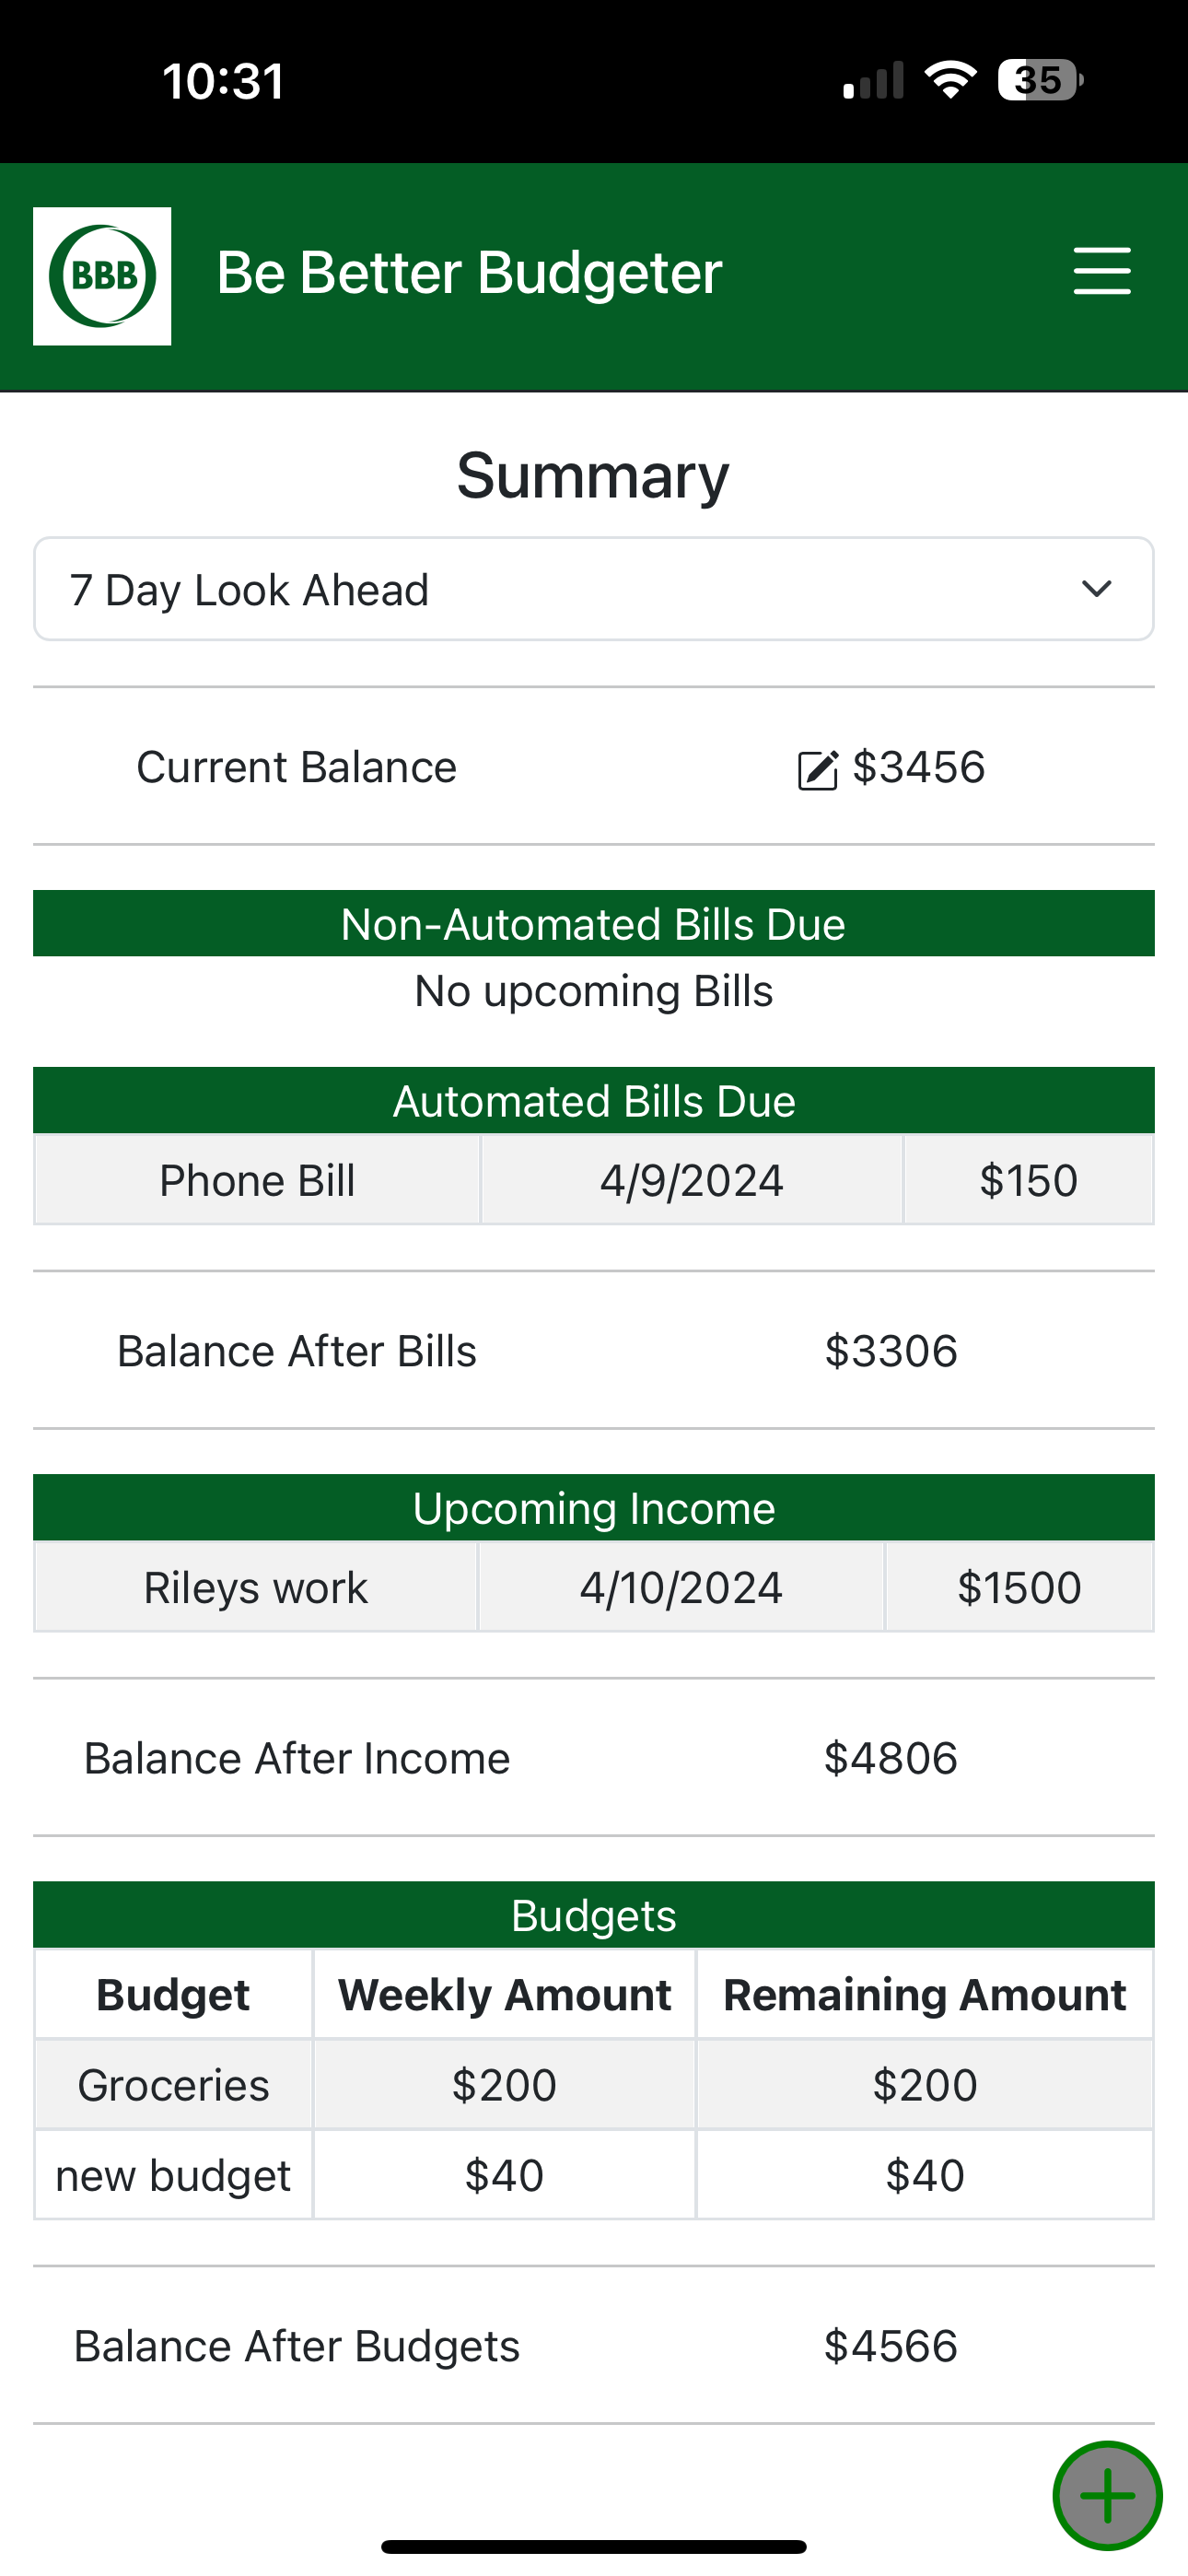 10:31
35
BBB
Be Better Budgeter
Summary
7 Day Look Ahead
Current Balance $3456
Non-Automated Bills Due
No upcoming Bills
Automated Bills Due
Phone Bill 4/9/2024 $150
Balance After Bills $3306
Upcoming Income
Rileys work 4/10/2024 $1500
Balance After Income $4806
Budgets
Budget Weekly Amount Remaining Amount
Groceries $200 $200
new budget $40 $40
Balance After Budgets $4566